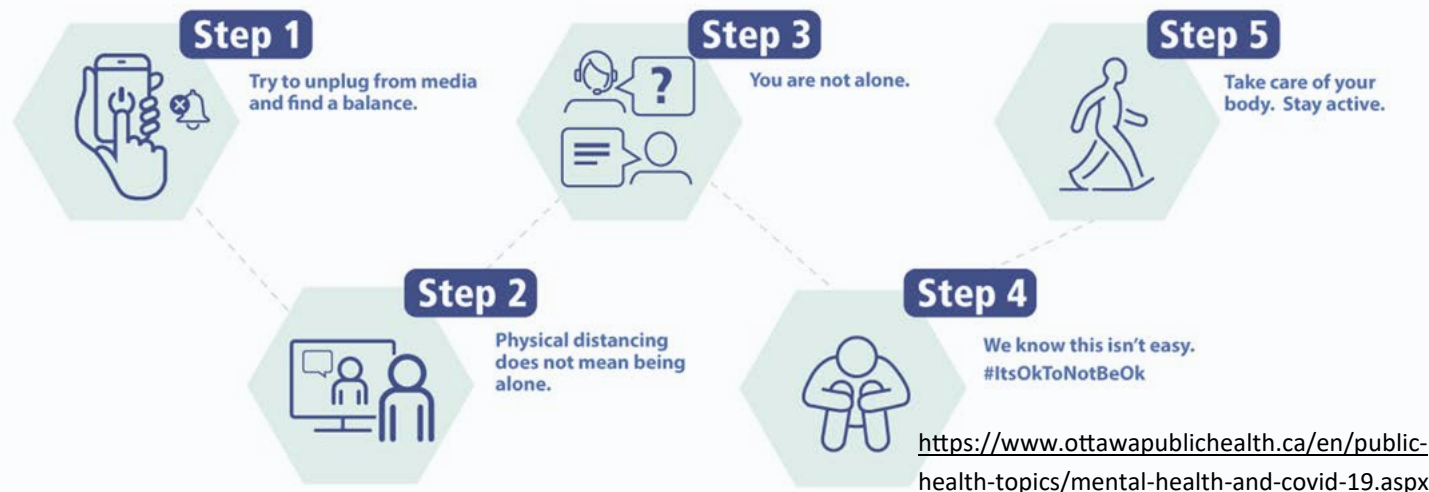 Step 1
Try to unplug from media
and find a balance.
Step 2
Physical distancing
does not mean being
alone.
Step 3
You are not alone.
?
Step 4
We know this isn't easy.
#ItsOkToNotBeOk
Step 5
Take care of your
body.  Stay active.
https://www.ottawapublichealth.ca/en/public-
health-topics/mental-health-and-covid-19.aspx